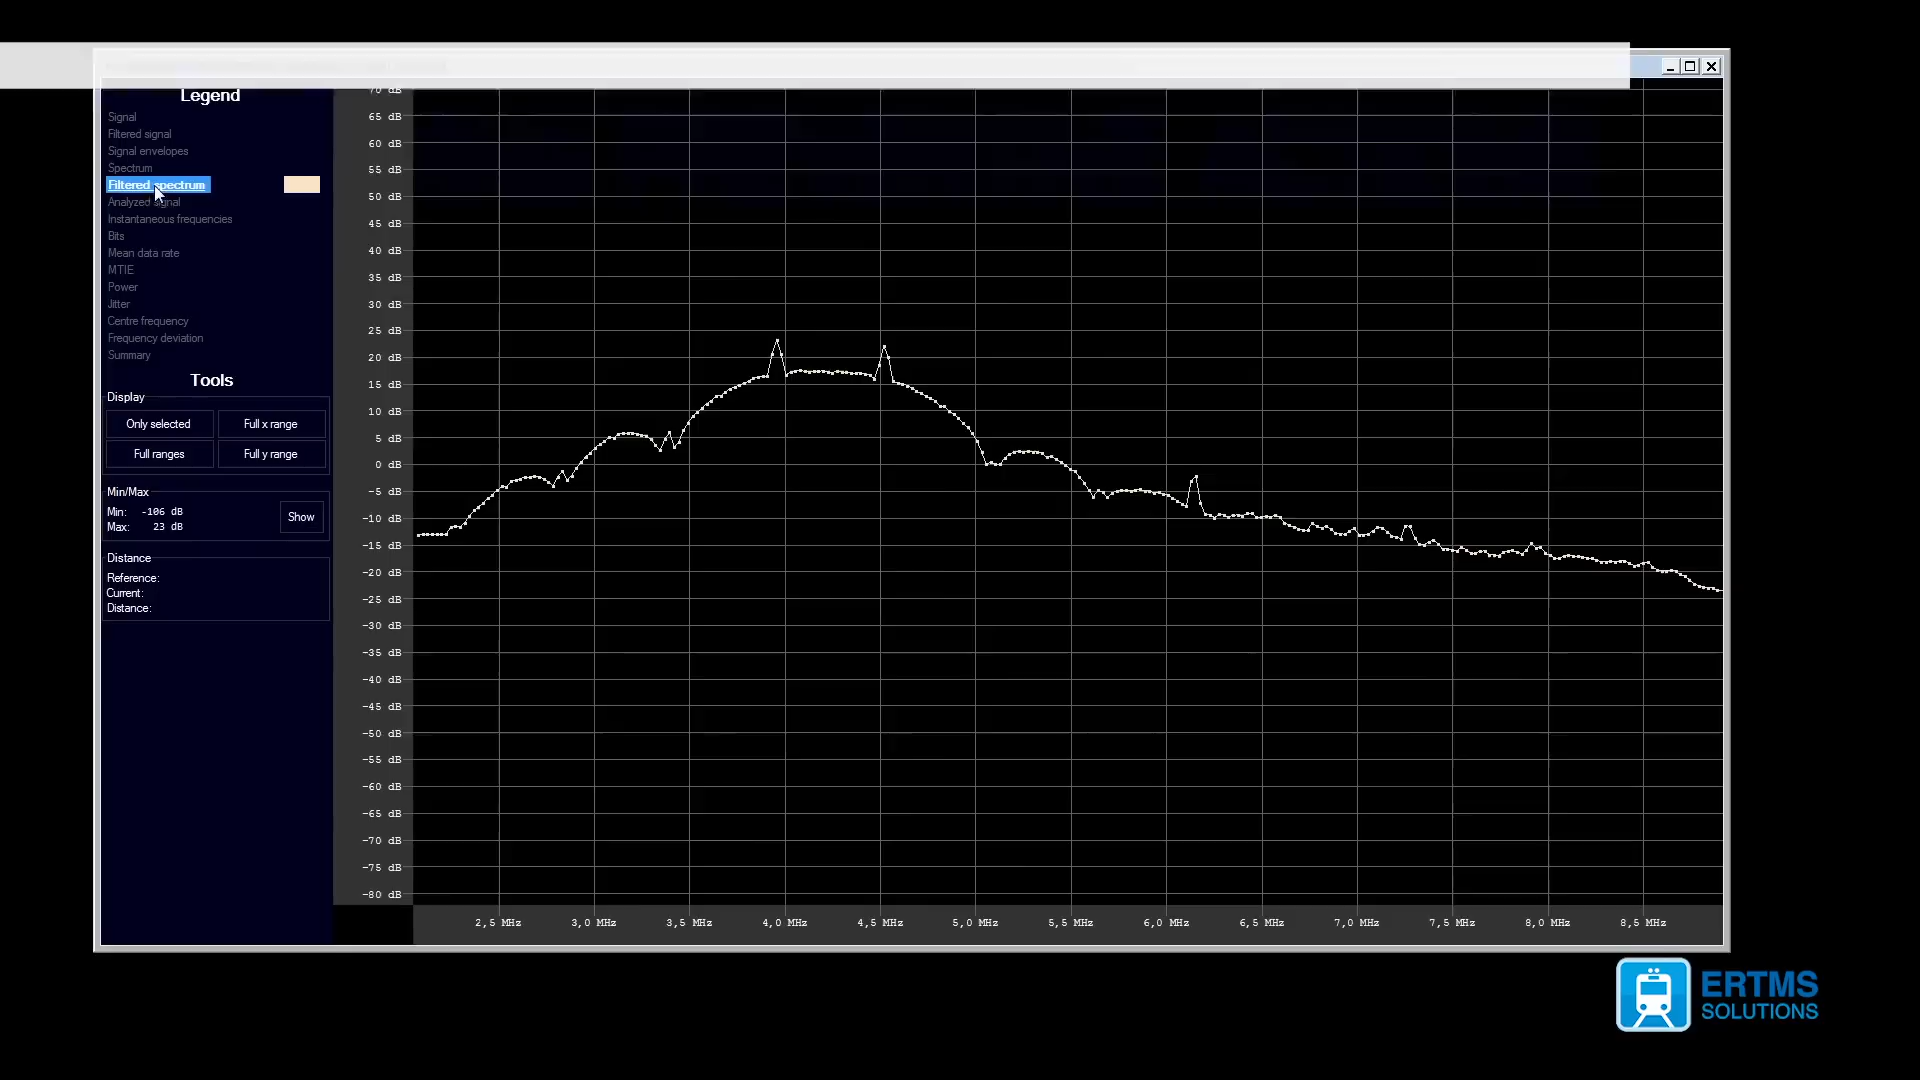 Legend
Signal
Filtered signal
Signal envelopes
Spectrum
Filtered spectrum
Analyzed signal
Instantaneous frequencies
Bits
Mean data rate
MTIE
Power
Jitter
Centre frequency
Frequency deviation
Summary
Tools
Display
Only selected Full x range
Full ranges Full y range
Min/Max
Min: -106 dB
Max: 23 dB
Show
Distance
Reference:
Current:
Distance:
70 dB
65 dB
60 dB
55 dB
50 dB
45 dB
40 dB
35 dB
30 dB
25 dB
20 dB
15 dB
10 dB
5 dB
0 dB
-5 dB
-10 dB
-15 dB
-20 dB
-25 dB
-30 dB
-35 dB
-40 dB
-45 dB
-50 dB
-55 dB
-60 dB
-65 dB
-70 dB
-75 dB
-80 dB
2,5 MHz 3,0 MHz 3,5 MHz 4,0 MHz 4,5 MHz 5,0 MHz 5,5 MHz 6,0 MHz 6,5 MHz 7,0 MHz 7,5 MHz 8,0 MHz 8,5 MHz
ERTMS
SOLUTIONS